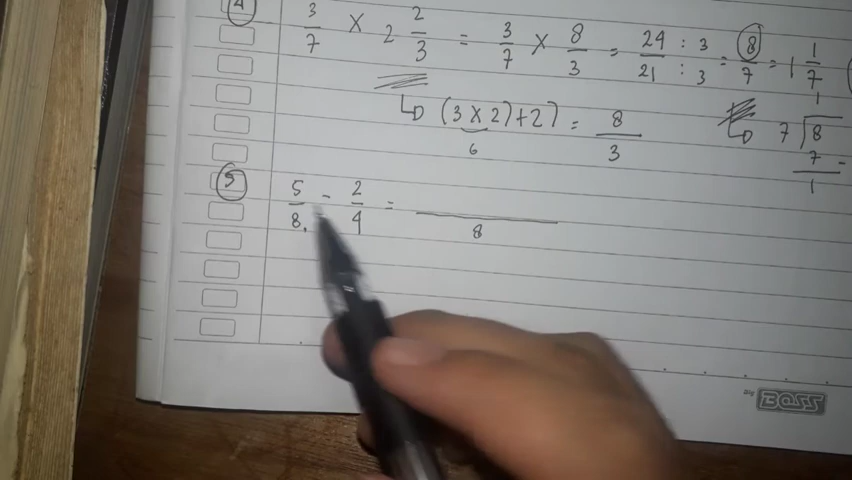 4
3/7 × 2 2/3 = 3/7 × 8/3 = 24 : 3 / 21 : 3 = 8/7 = 1 1/7
(3 × 2) + 2) = 8/3
6
1
7 √8
7 -
1
5
5/8 - 2/4 = /8
BOSS